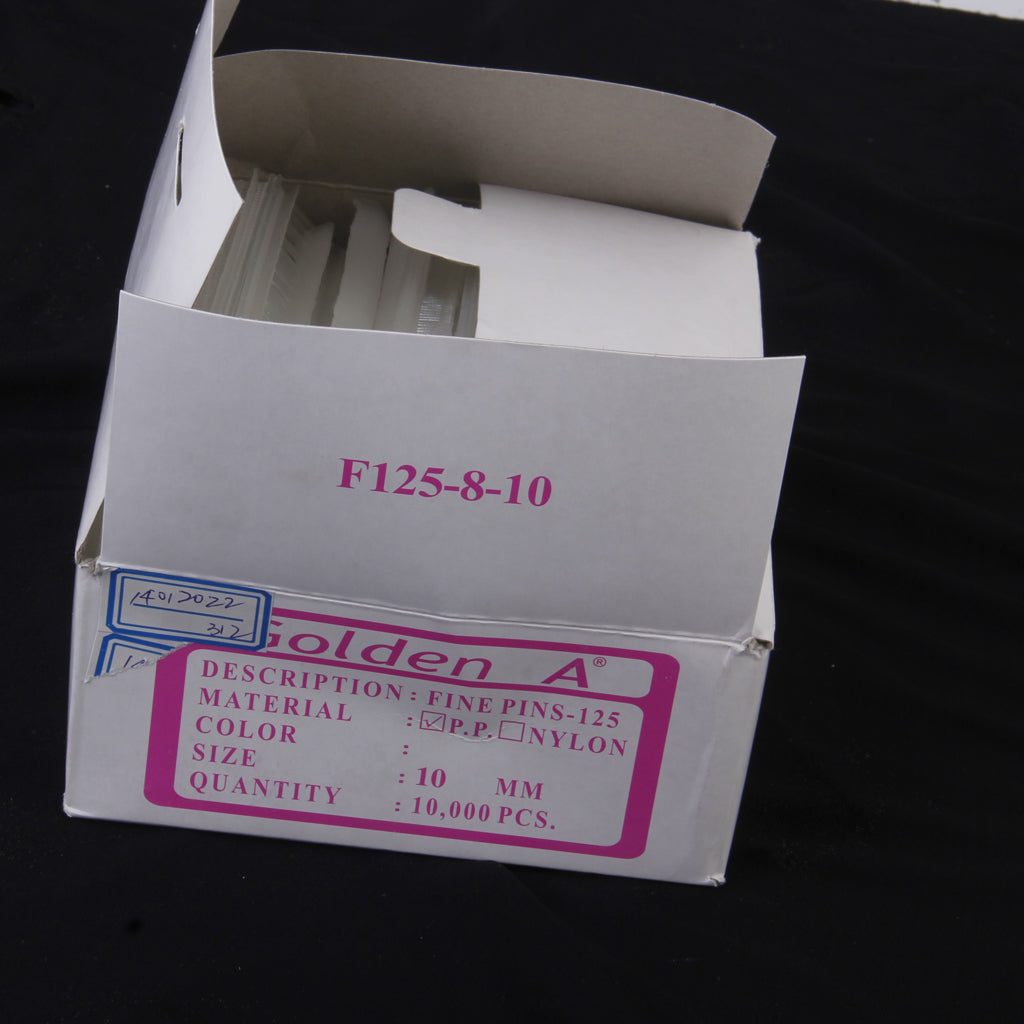 F125-8-10
14012022
312
Golden A®
DESCRIPTION : FINE PINS-125
MATERIAL : ☑P.P. ☐NYLON
COLOR :
SIZE : 10 MM
QUANTITY : 10,000 PCS.